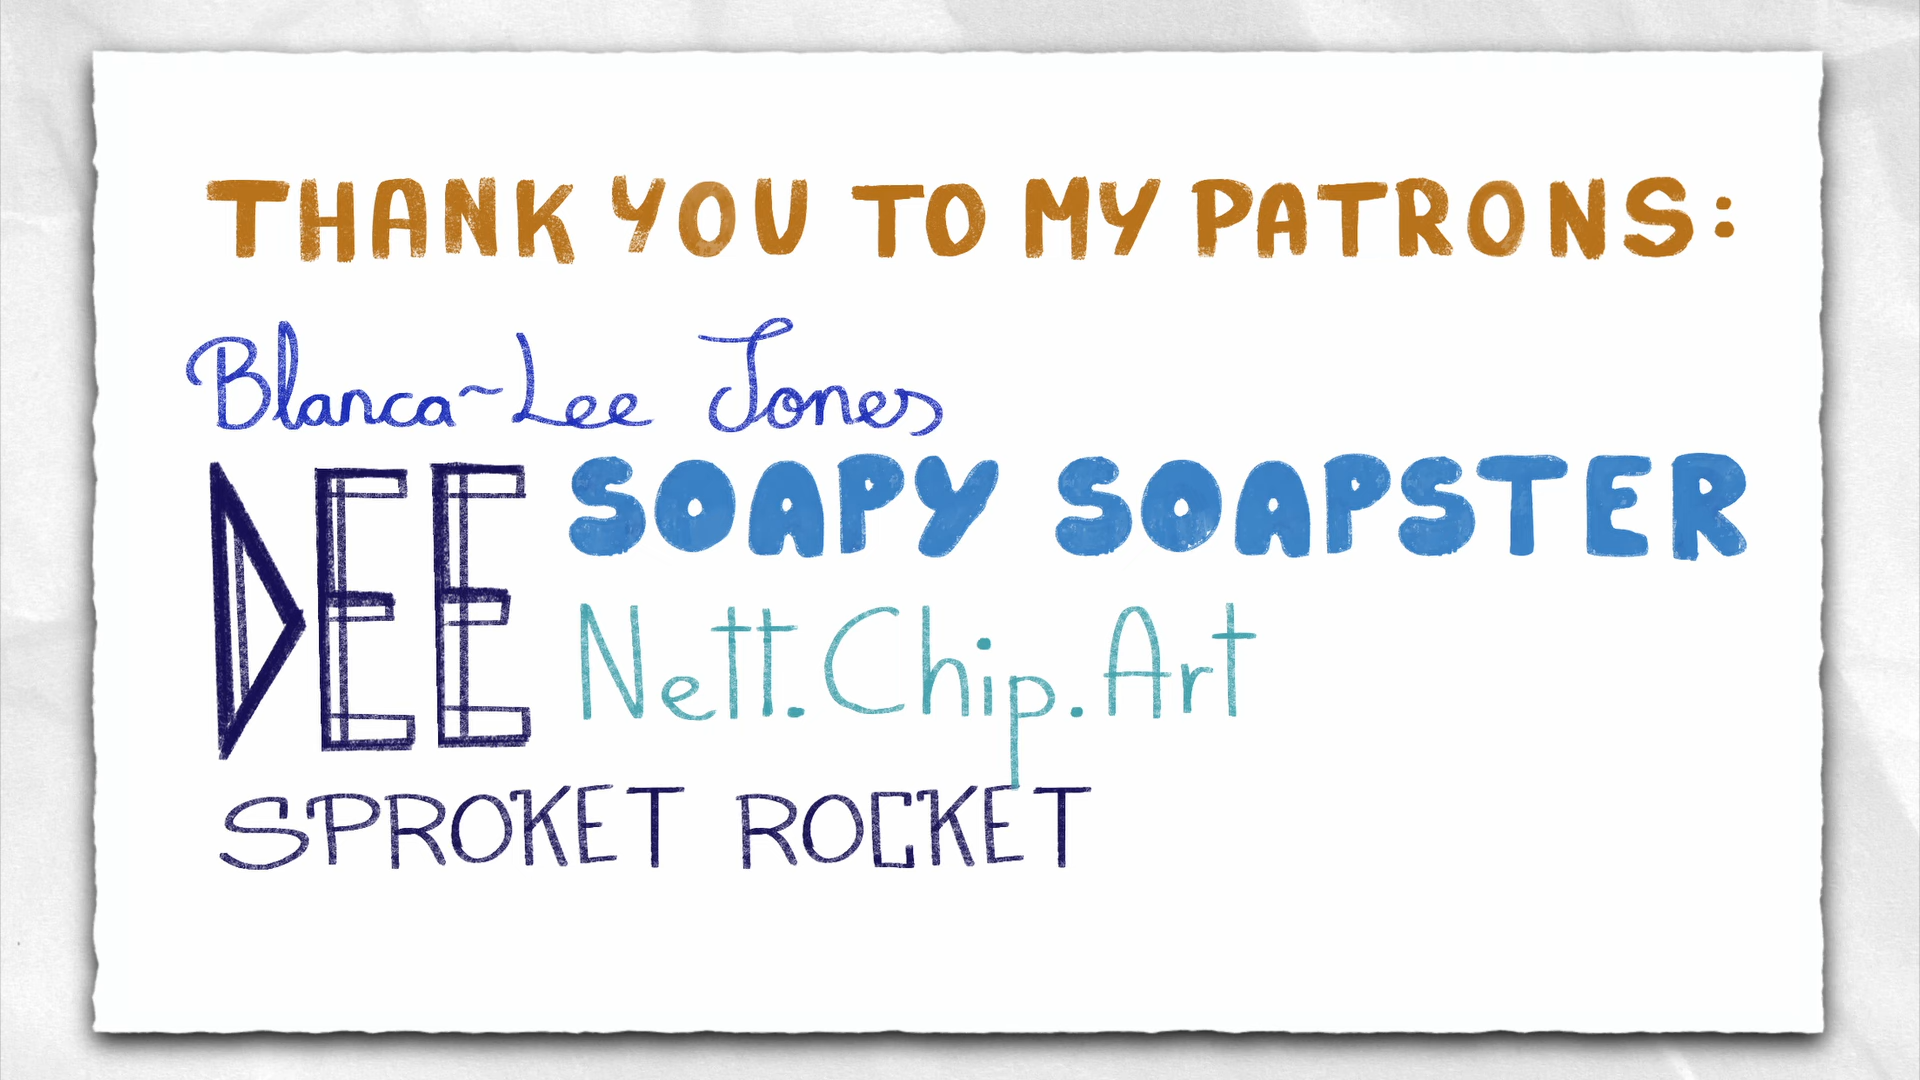 THANK YOU TO MY PATRONS:
Blanca~Lee Jones
DEE
SOAPY SOAPSTER
Nett.Chip.Art
SPROKET ROCKET